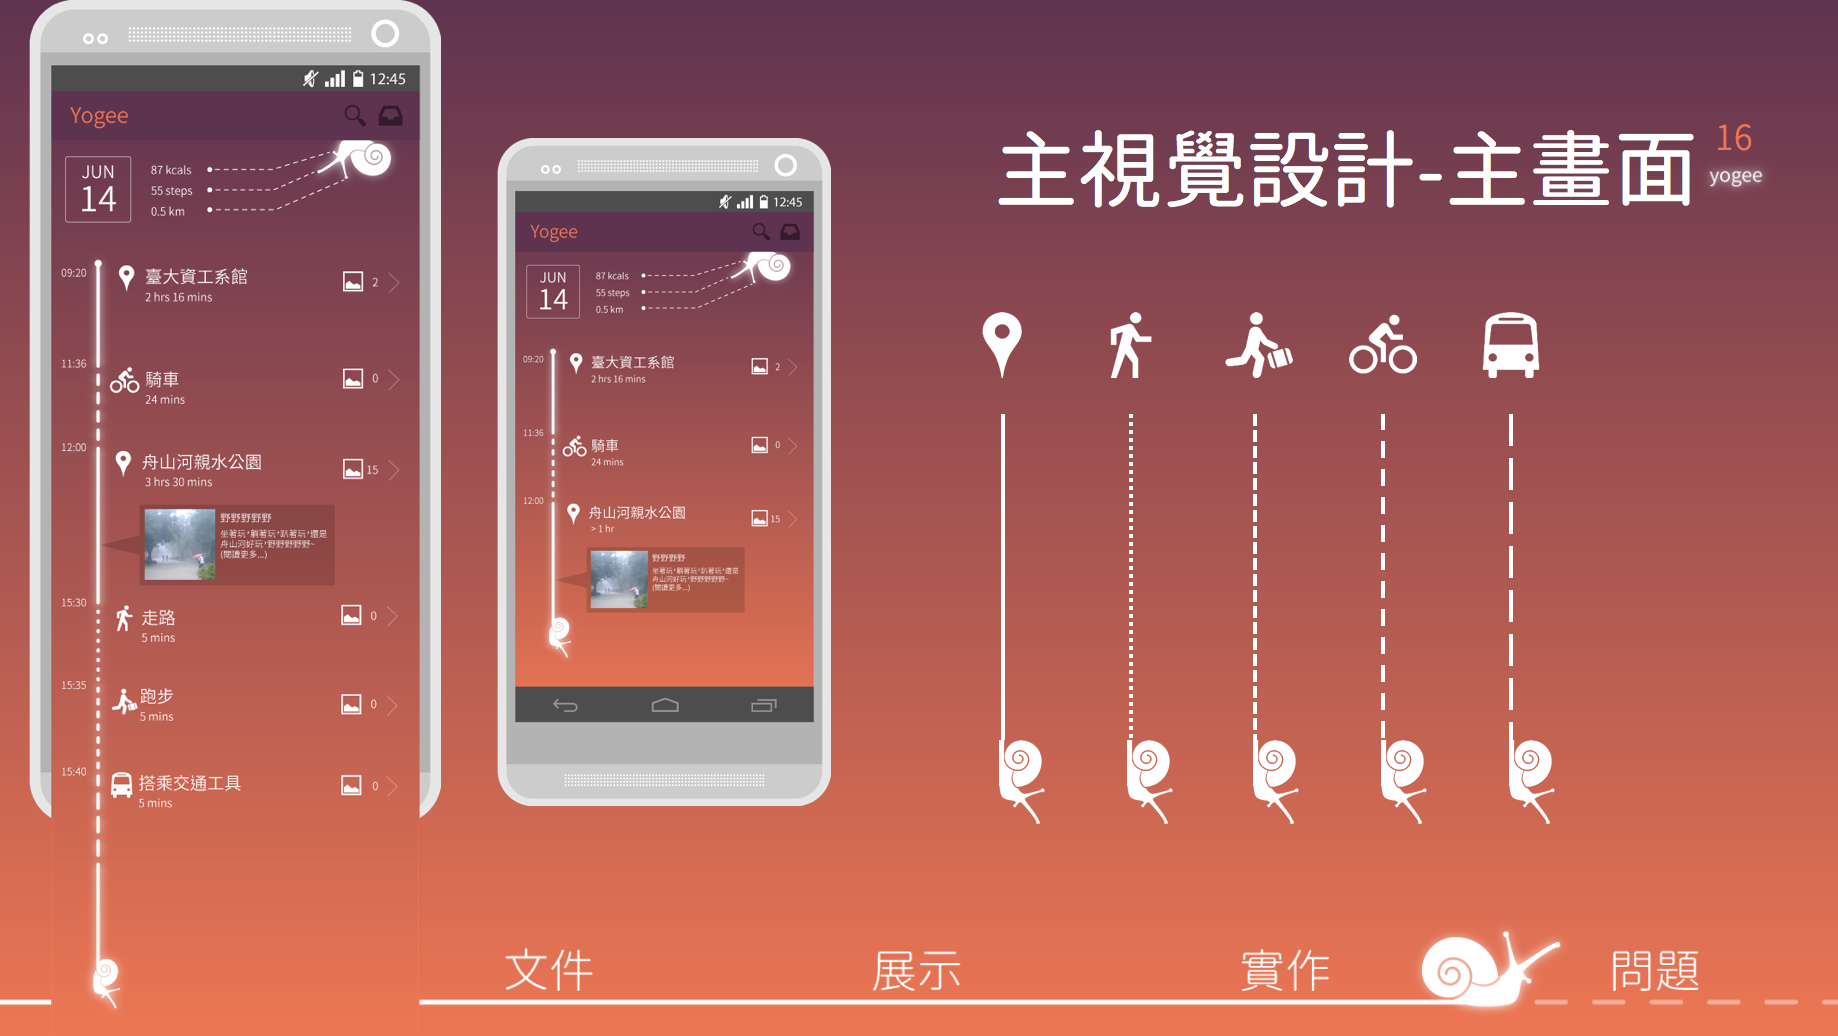 12:45
Yogee
JUN
14
87 kcals
55 steps
0.5 km
09:20
臺大資工系館
2
2 hrs 16 mins
11:36
騎車
0
24 mins
12:00
舟山河親水公園
15
3 hrs 30 mins
野野野野野
坐著玩,躺著玩,趴著玩,還是
舟山河好玩,野野野野野~
(閱讀更多...)
15:30
走路
0
5 mins
15:35
跑步
0
5 mins
15:40
搭乘交通工具
0
5 mins
12:45
Yogee
JUN
14
87 kcals
55 steps
0.5 km
09:20
臺大資工系館
2
2 hrs 16 mins
11:36
騎車
0
24 mins
12:00
舟山河親水公園
15
> 1 hr
野野野野
坐著玩,躺著玩,趴著玩,還是
舟山河好玩,野野野野野~
(閱讀更多...)
主視覺設計-主畫面
16
yogee
文件
展示
實作
問題